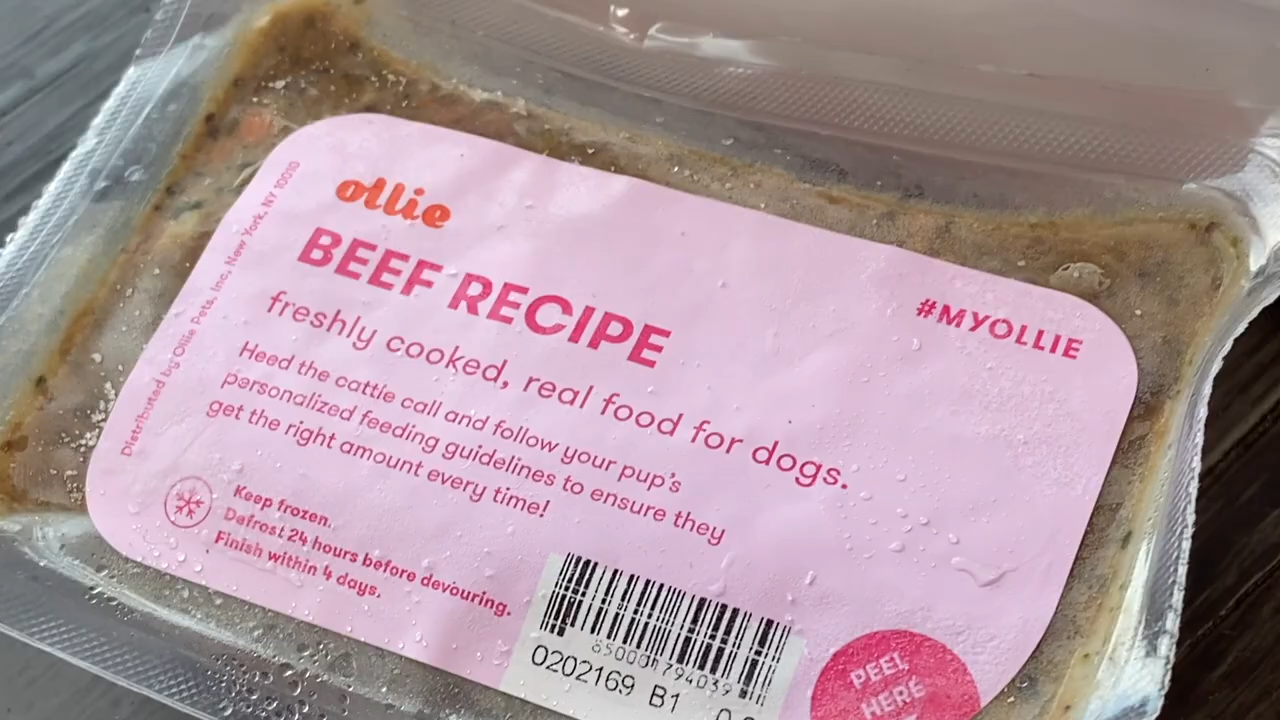 ollie
BEEF RECIPE
freshly cooked, real food for dogs.
Heed the cattle call and follow your pup's
personalized feeding guidelines to ensure they
get the right amount every time!
Keep frozen.
Defrost 24 hours before devouring.
Finish within 4 days.
#MYOLLIE
Distributed by Ollie Pets, Inc, New York, NY 10010
850001794039
0202169 B1
PEEL
HERE